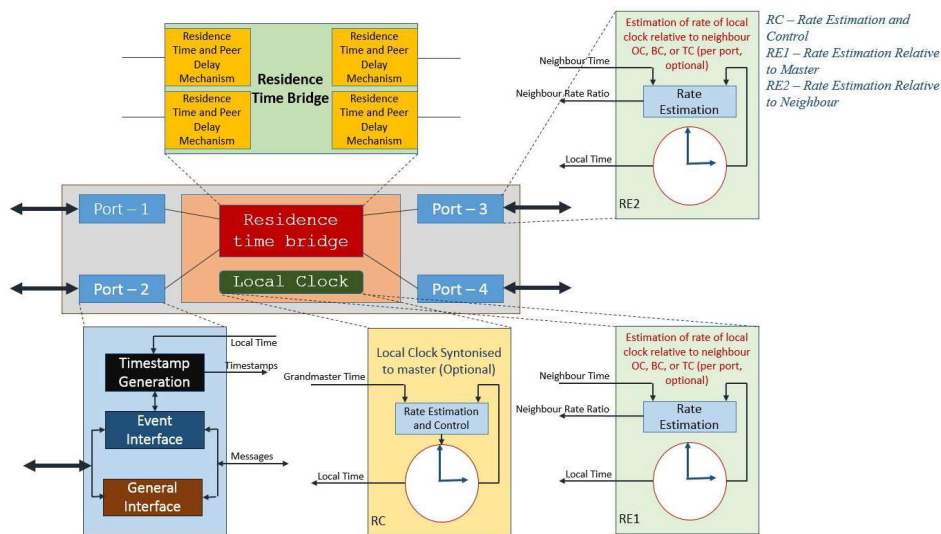 Residence
Time and Peer
Delay
Mechanism
Residence
Time and Peer
Delay
Mechanism
Residence
Time Bridge
Residence
Time and Peer
Delay
Mechanism
Residence
Time and Peer
Delay
Mechanism
Estimation of rate of local
clock relative to neighbour
OC, BC, or TC (per port,
optional)
Neighbour Time
Neighbour Rate Ratio
Rate
Estimation
Local Time
RE2
RC – Rate Estimation and
Control
RE1 – Rate Estimation Relative
to Master
RE2 – Rate Estimation Relative
to Neighbour
Port – 1
Port – 2
Residence
time bridge
Local Clock
Port – 3
Port – 4
Local Time
Timestamp
Generation
Timestamps
Event
Interface
Messages
General
Interface
Local Clock Syntonised
to master (Optional)
Grandmaster Time
Rate Estimation
and Control
Local Time
RC
Estimation of rate of local
clock relative to neighbour
OC, BC, or TC (per port,
optional)
Neighbour Time
Neighbour Rate Ratio
Rate
Estimation
Local Time
RE1